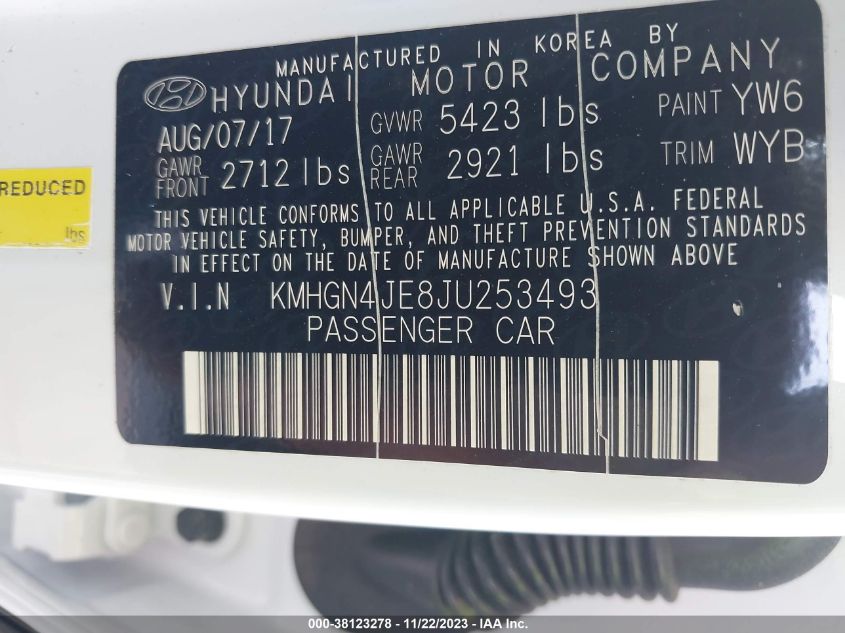 MANUFACTURED IN KOREA BY
HYUNDAI MOTOR COMPANY
AUG/07/17 GVWR 5423 lbs PAINT YW6
GAWR FRONT 2712 lbs GAWR REAR 2921 lbs TRIM WYB
THIS VEHICLE CONFORMS TO ALL APPLICABLE U.S.A. FEDERAL
MOTOR VEHICLE SAFETY, BUMPER, AND THEFT PREVENTION STANDARDS
IN EFFECT ON THE DATE OF MANUFACTURE SHOWN ABOVE
V.I.N KMHGN4JE8JU253493
PASSENGER CAR
REDUCED
lbs
000-38123278 - 11/22/2023 - IAA Inc.